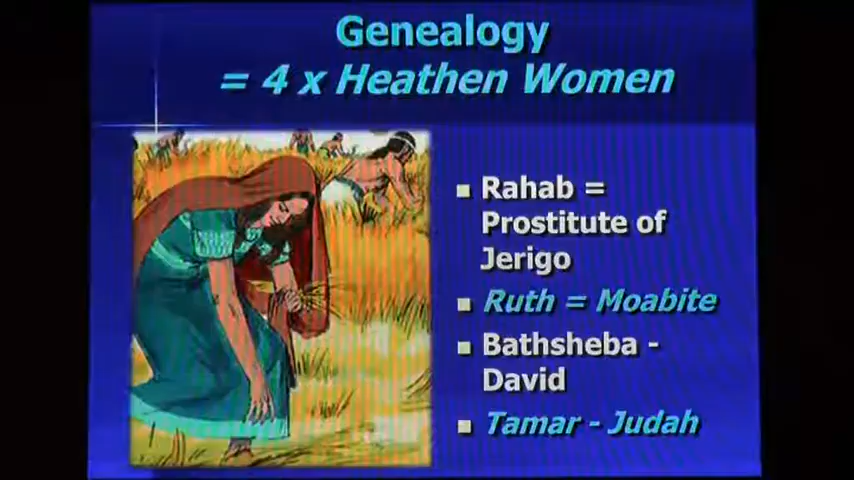 Genealogy
= 4 x Heathen Women
Rahab =
Prostitute of
Jerigo
Ruth = Moabite
Bathsheba -
David
Tamar - Judah